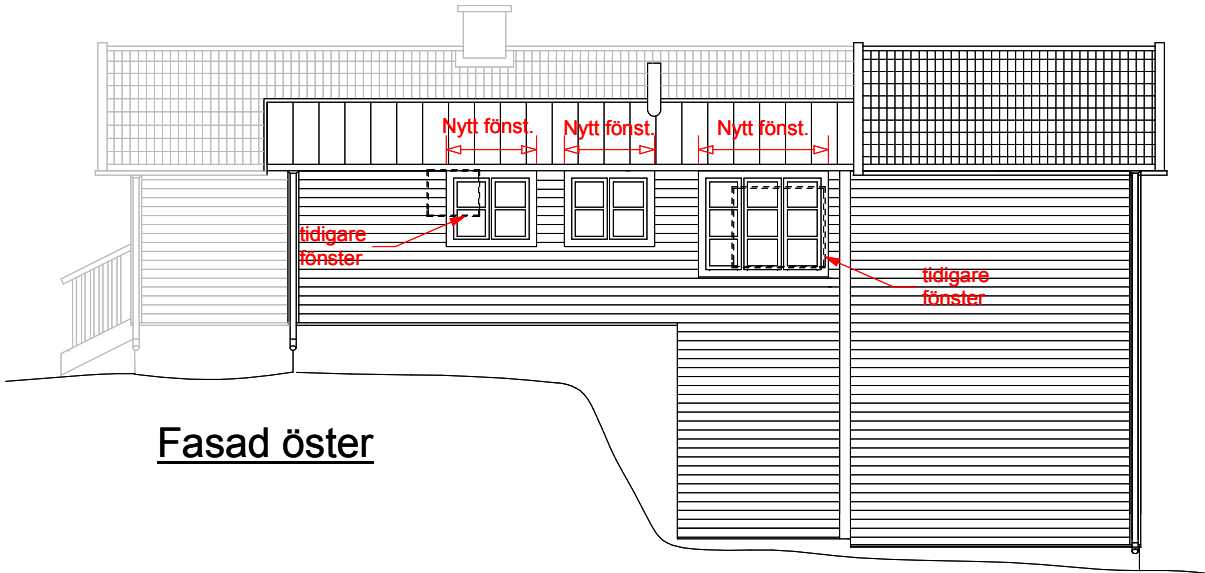 Nytt fönst.
Nytt fönst.
Nytt fönst.
tidigare
fönster
tidigare
fönster
Fasad öster